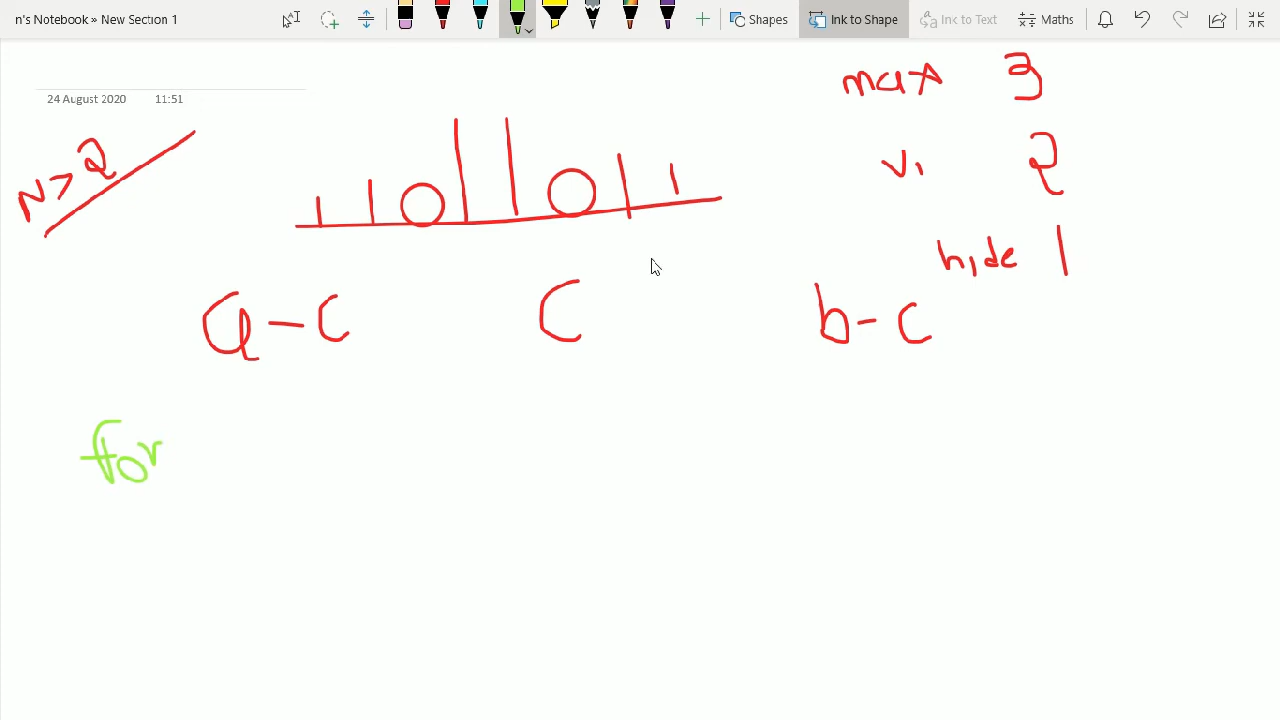 n's Notebook » New Section 1
Shapes
Ink to Shape
Ink to Text
Maths
24 August 2020 11:51
max 3
N > 2
vi 2
hide 1
a - c C b - c
for